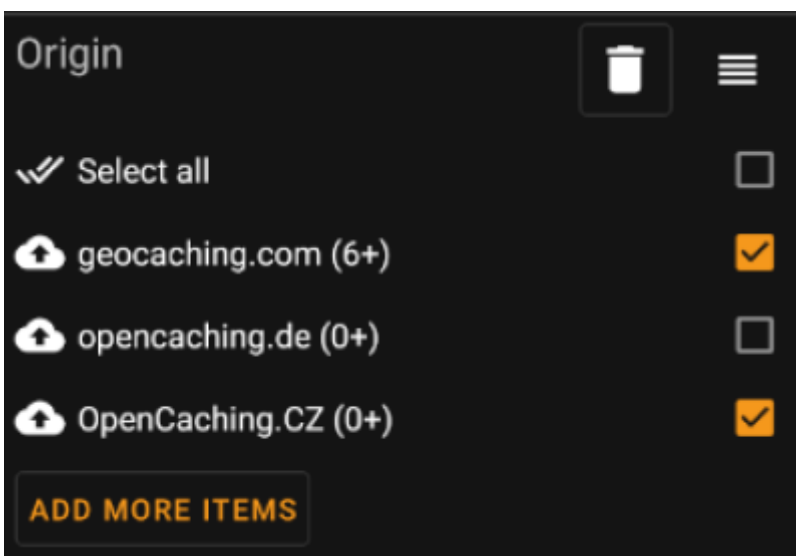 Origin
Select all
geocaching.com (6+)
opencaching.de (0+)
OpenCaching.CZ (0+)
ADD MORE ITEMS